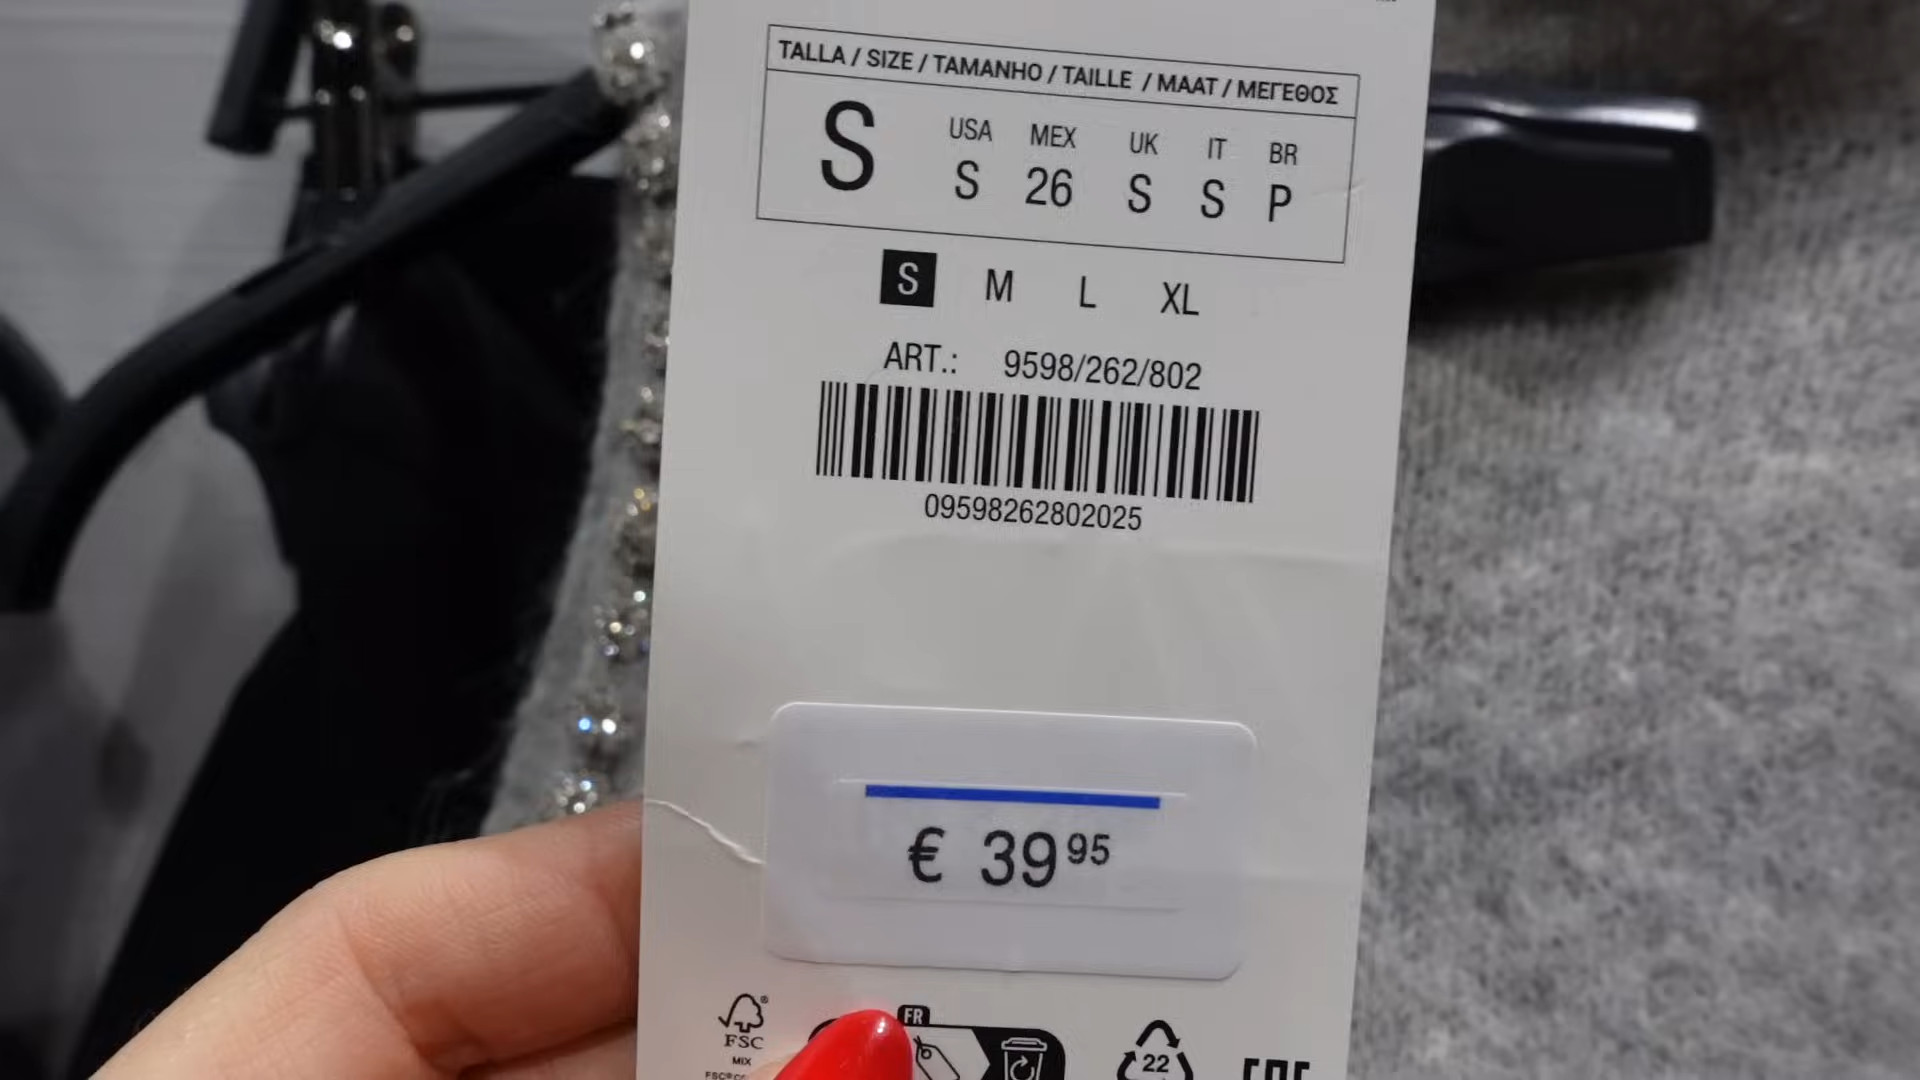 TALLA / SIZE / TAMANHO / TAILLE / MAAT / ΜΕΓΕΘΟΣ
USA MEX UK IT BR
S S 26 S S P
S M L XL
ART.: 9598/262/802
09598262802025
€ 39 95
FR
FSC
MIX
22